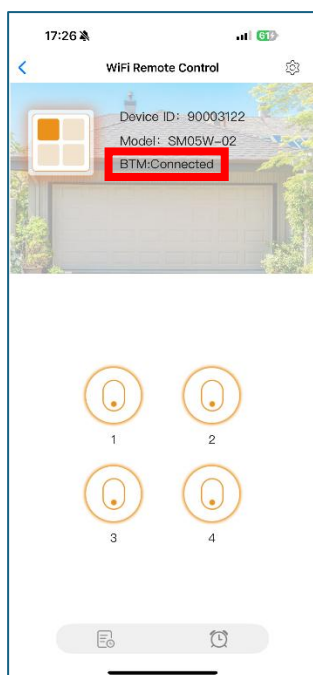 17:26
61
WiFi Remote Control
Device ID: 90003122
Model: SM05W-02
BTM:Connected
1 2
3 4